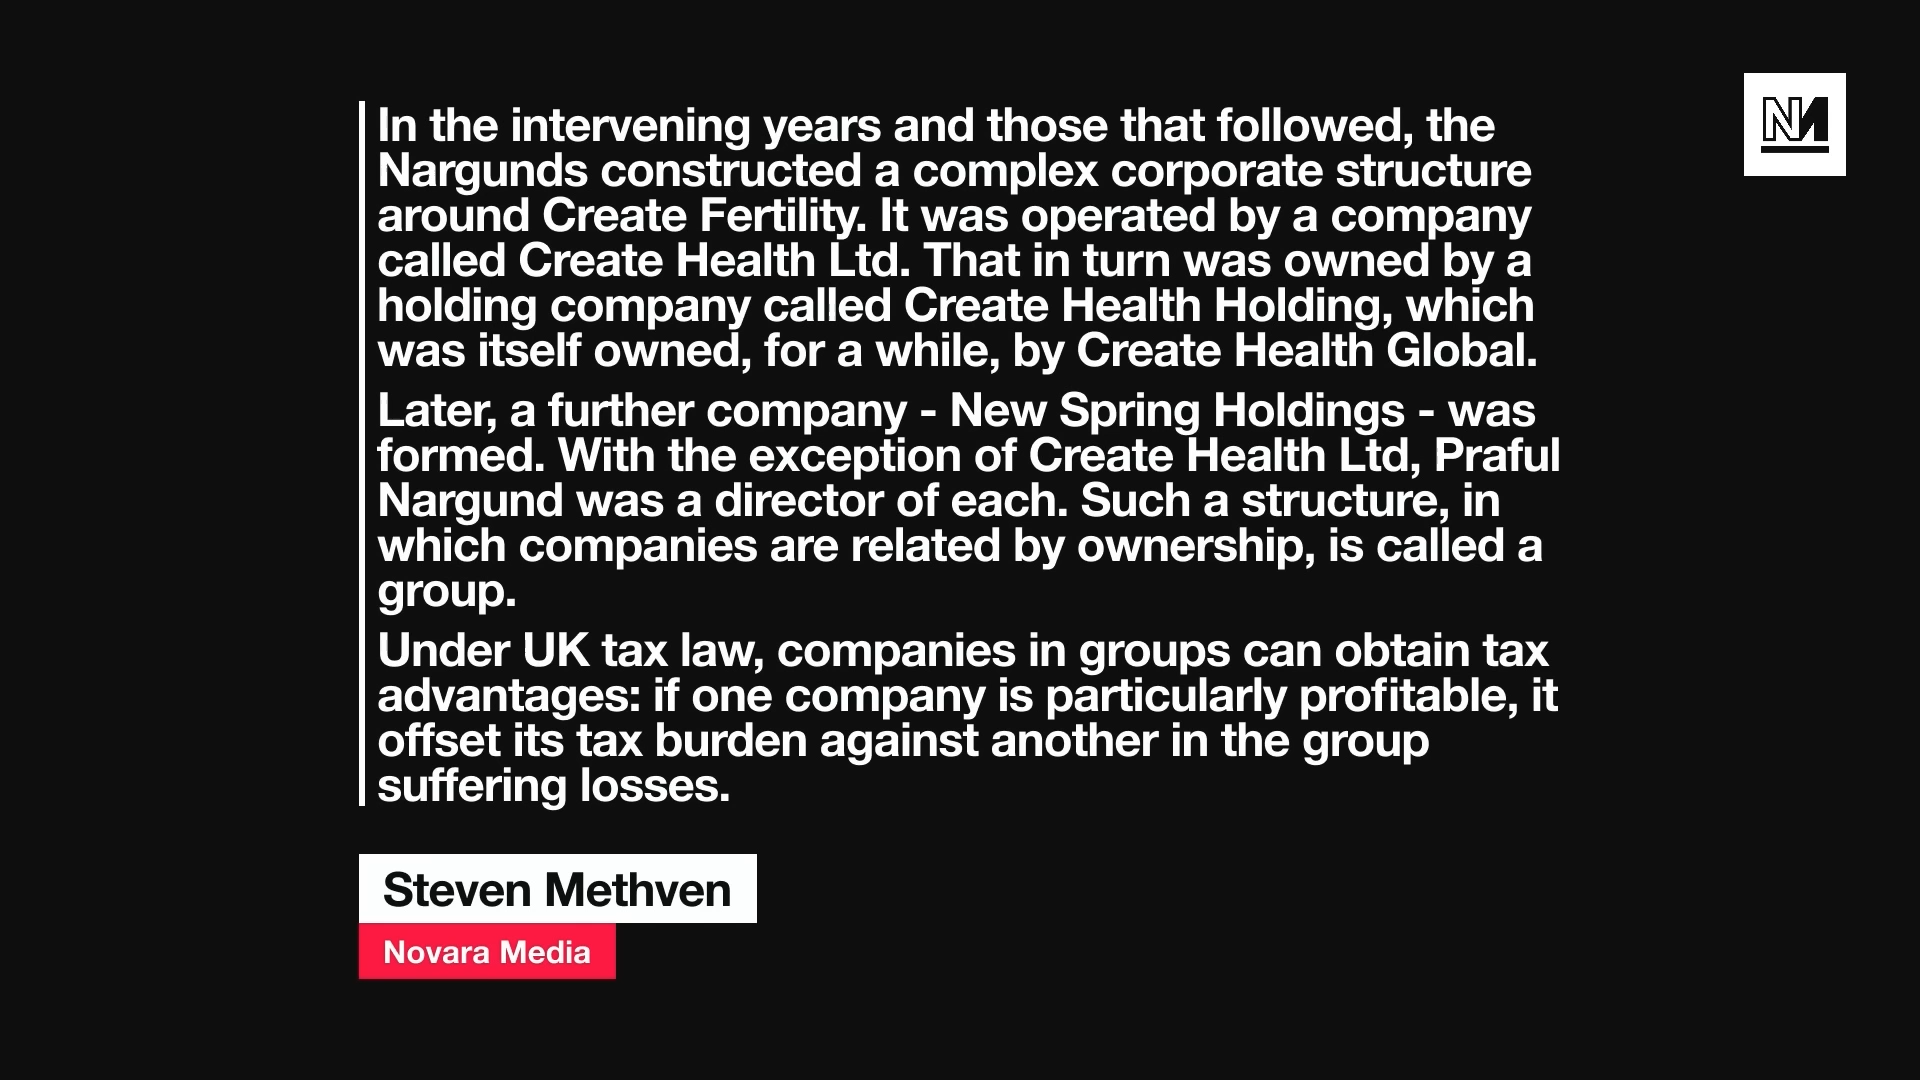 In the intervening years and those that followed, the
Nargunds constructed a complex corporate structure
around Create Fertility. It was operated by a company
called Create Health Ltd. That in turn was owned by a
holding company called Create Health Holding, which
was itself owned, for a while, by Create Health Global.
Later, a further company - New Spring Holdings - was
formed. With the exception of Create Health Ltd, Praful
Nargund was a director of each. Such a structure, in
which companies are related by ownership, is called a
group.
Under UK tax law, companies in groups can obtain tax
advantages: if one company is particularly profitable, it
offset its tax burden against another in the group
suffering losses.
Steven Methven
Novara Media
NM